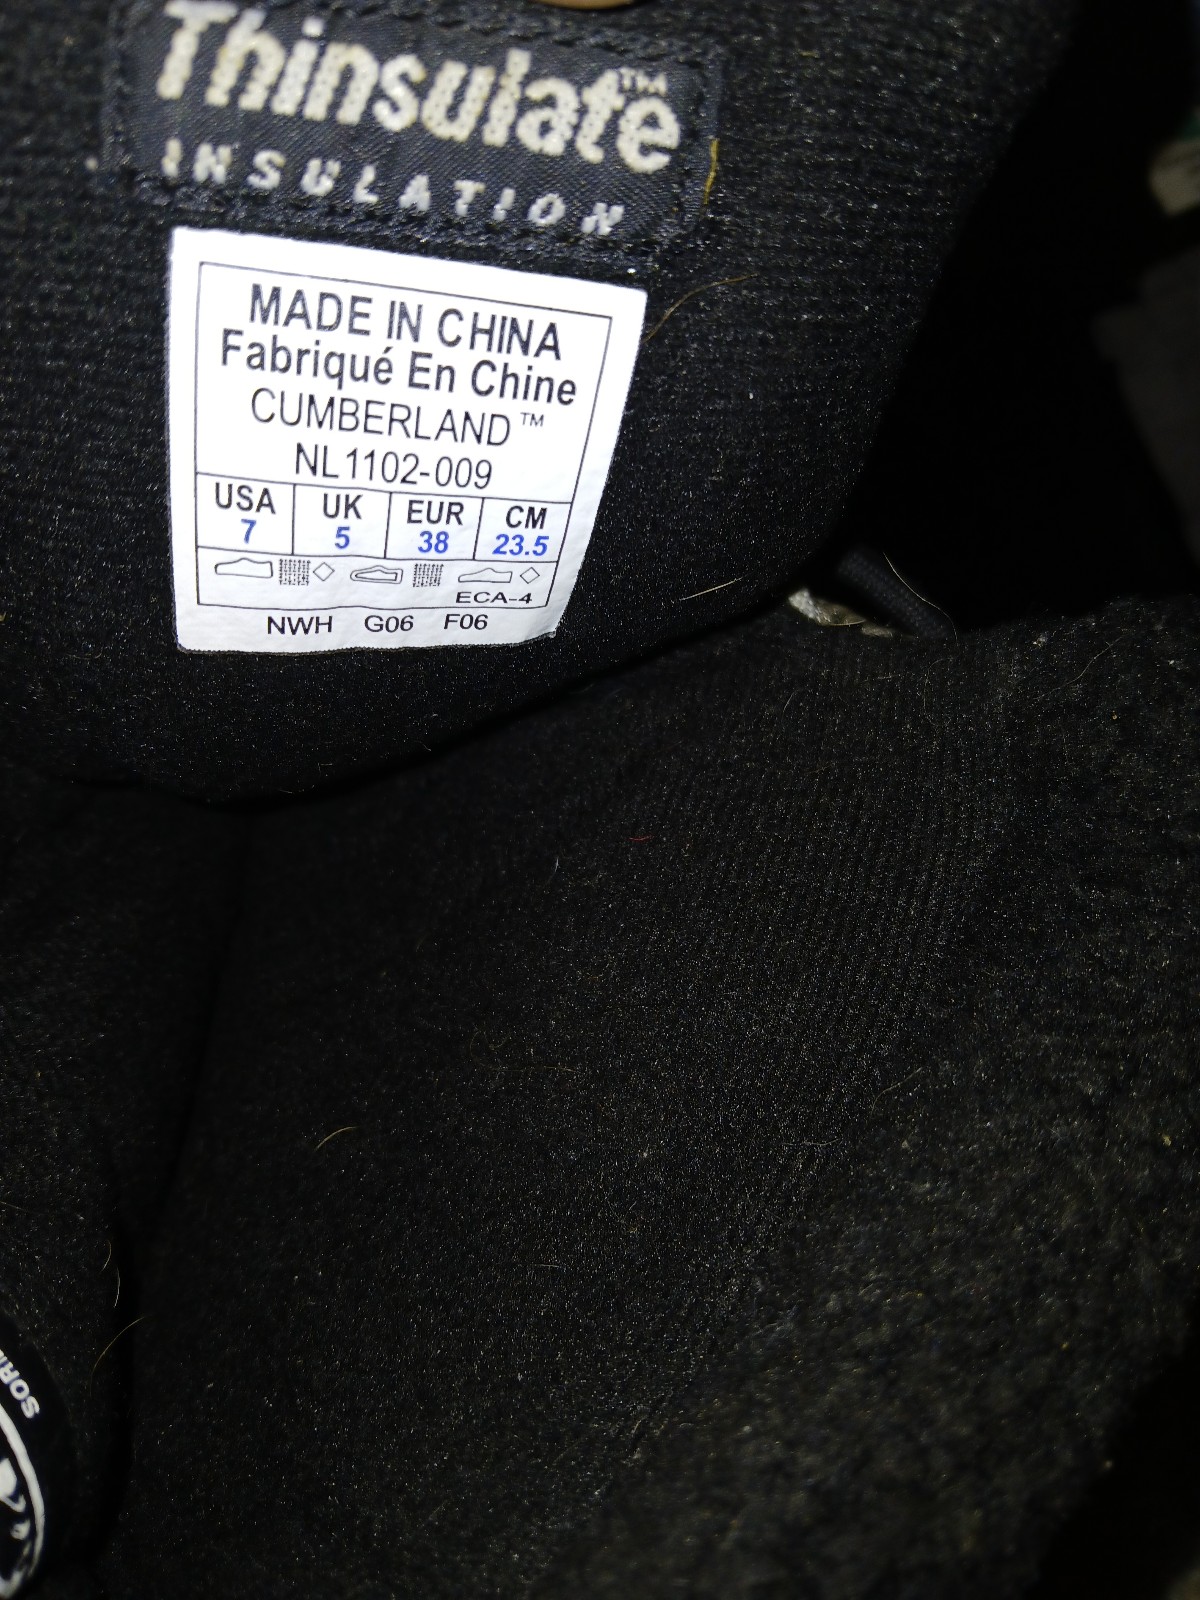 Thinsulate™
INSULATION
MADE IN CHINA
Fabriqué En Chine
CUMBERLAND™
NL1102-009
USA UK EUR CM
7 5 38 23.5
ECA-4
NWH G06 F06